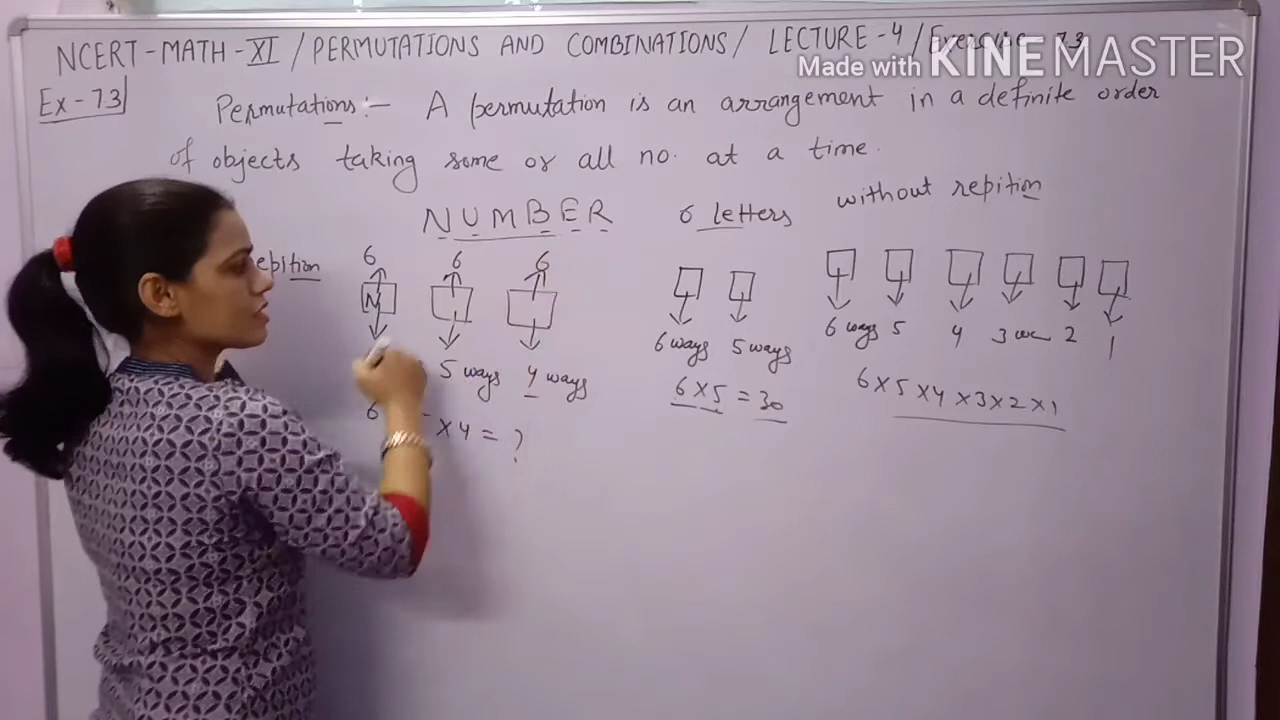 NCERT-MATH-XI / PERMUTATIONS AND COMBINATIONS / LECTURE-4 / Exercise 7.3
Made with KINEMASTER
Ex-7.3
Permutations :- A permutation is an arrangement in a definite order
of objects taking some or all no. at a time.
NUMBER 6 letters without repition
6 6 6
N
5 ways 4 ways
6 × 4 = ?
6 ways 5 ways
6 × 5 = 30
6 ways 5 4 3 2 1
6 × 5 × 4 × 3 × 2 × 1